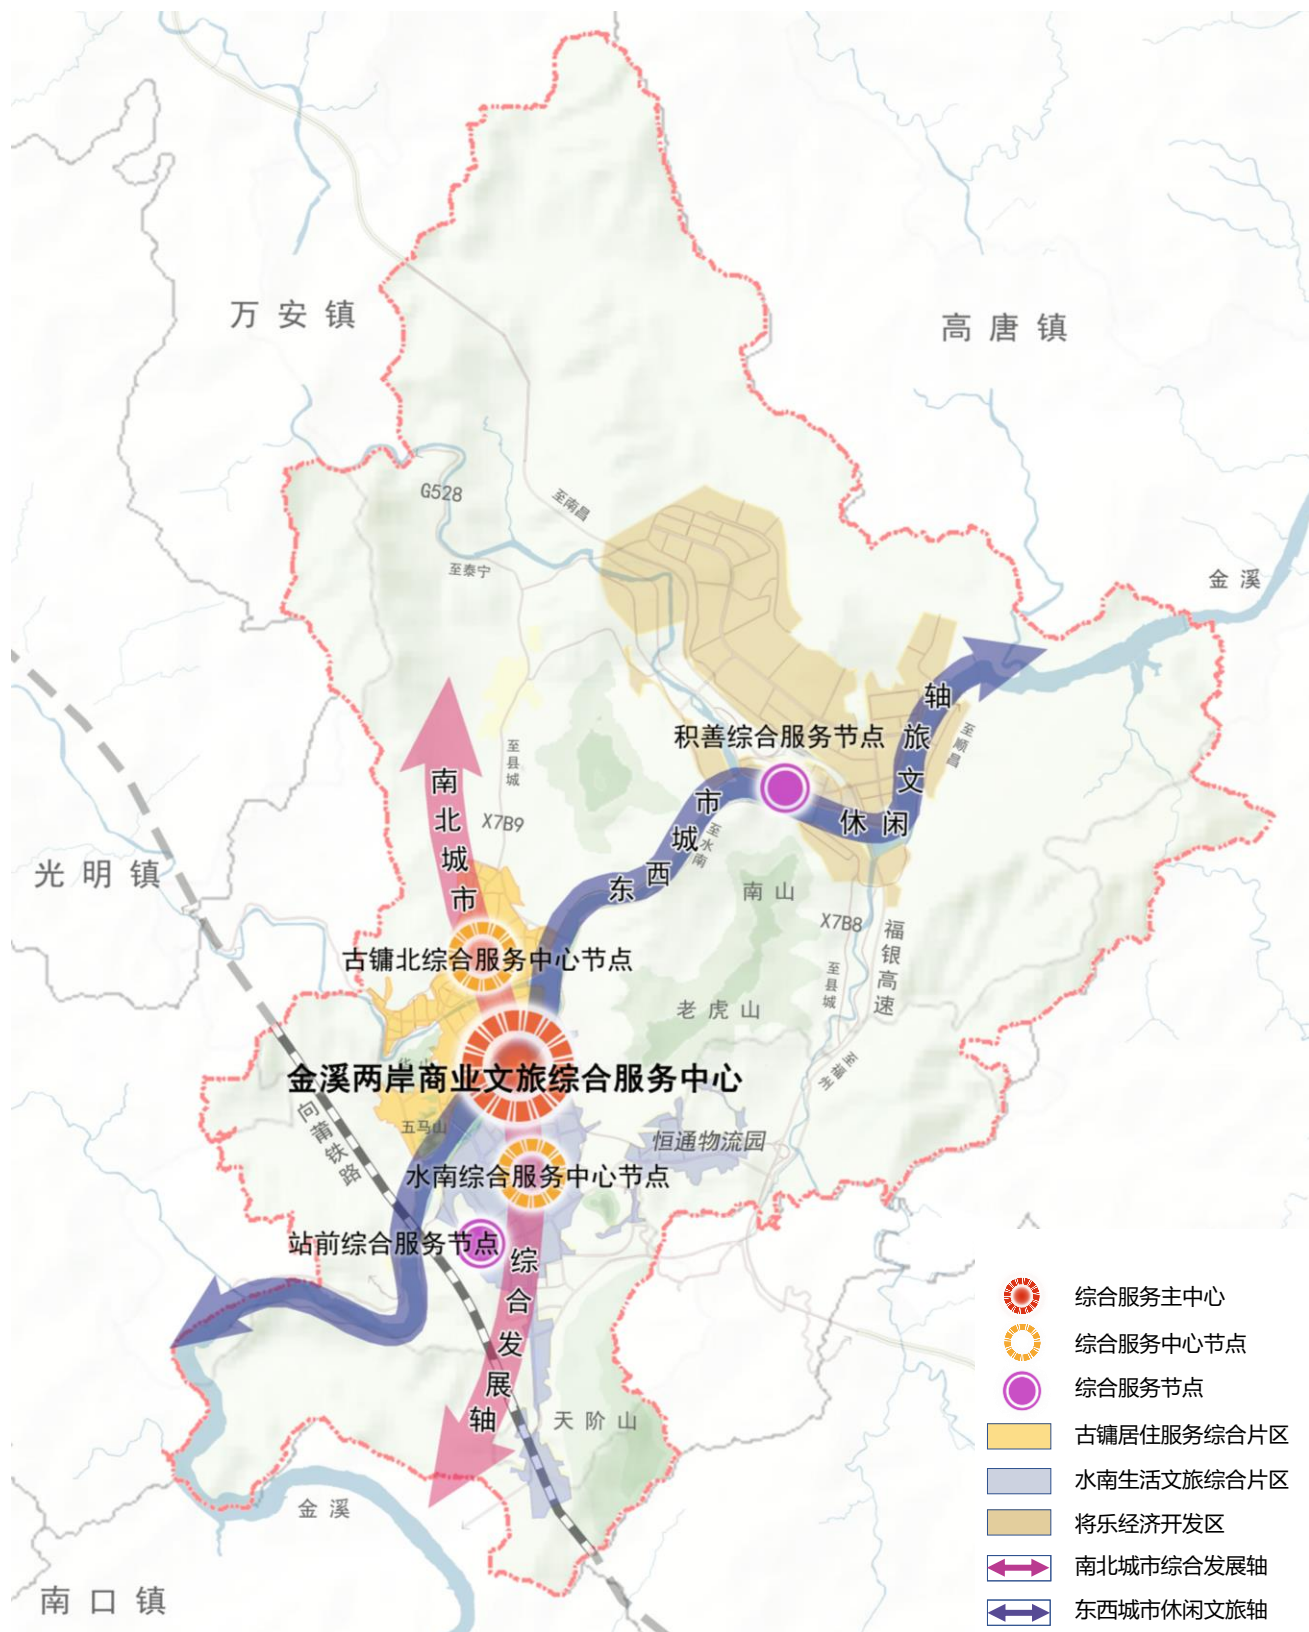 万安镇
高唐镇
G528
至南昌
至泰宁
金溪
至顺昌
积善综合服务节点
至县城
X7B9
南北城市
东西城市休闲文旅轴
至水南
光明镇
南山
X7B8
福银高速
至县城
古镛北综合服务中心节点
老虎山
至福州
金溪两岸商业文旅综合服务中心
向莆铁路
五马山
恒通物流园
水南综合服务中心节点
站前综合服务节点
综合发展轴
天阶山
金溪
南口镇
综合服务主中心
综合服务中心节点
综合服务节点
古镛居住服务综合片区
水南生活文旅综合片区
将乐经济开发区
南北城市综合发展轴
东西城市休闲文旅轴